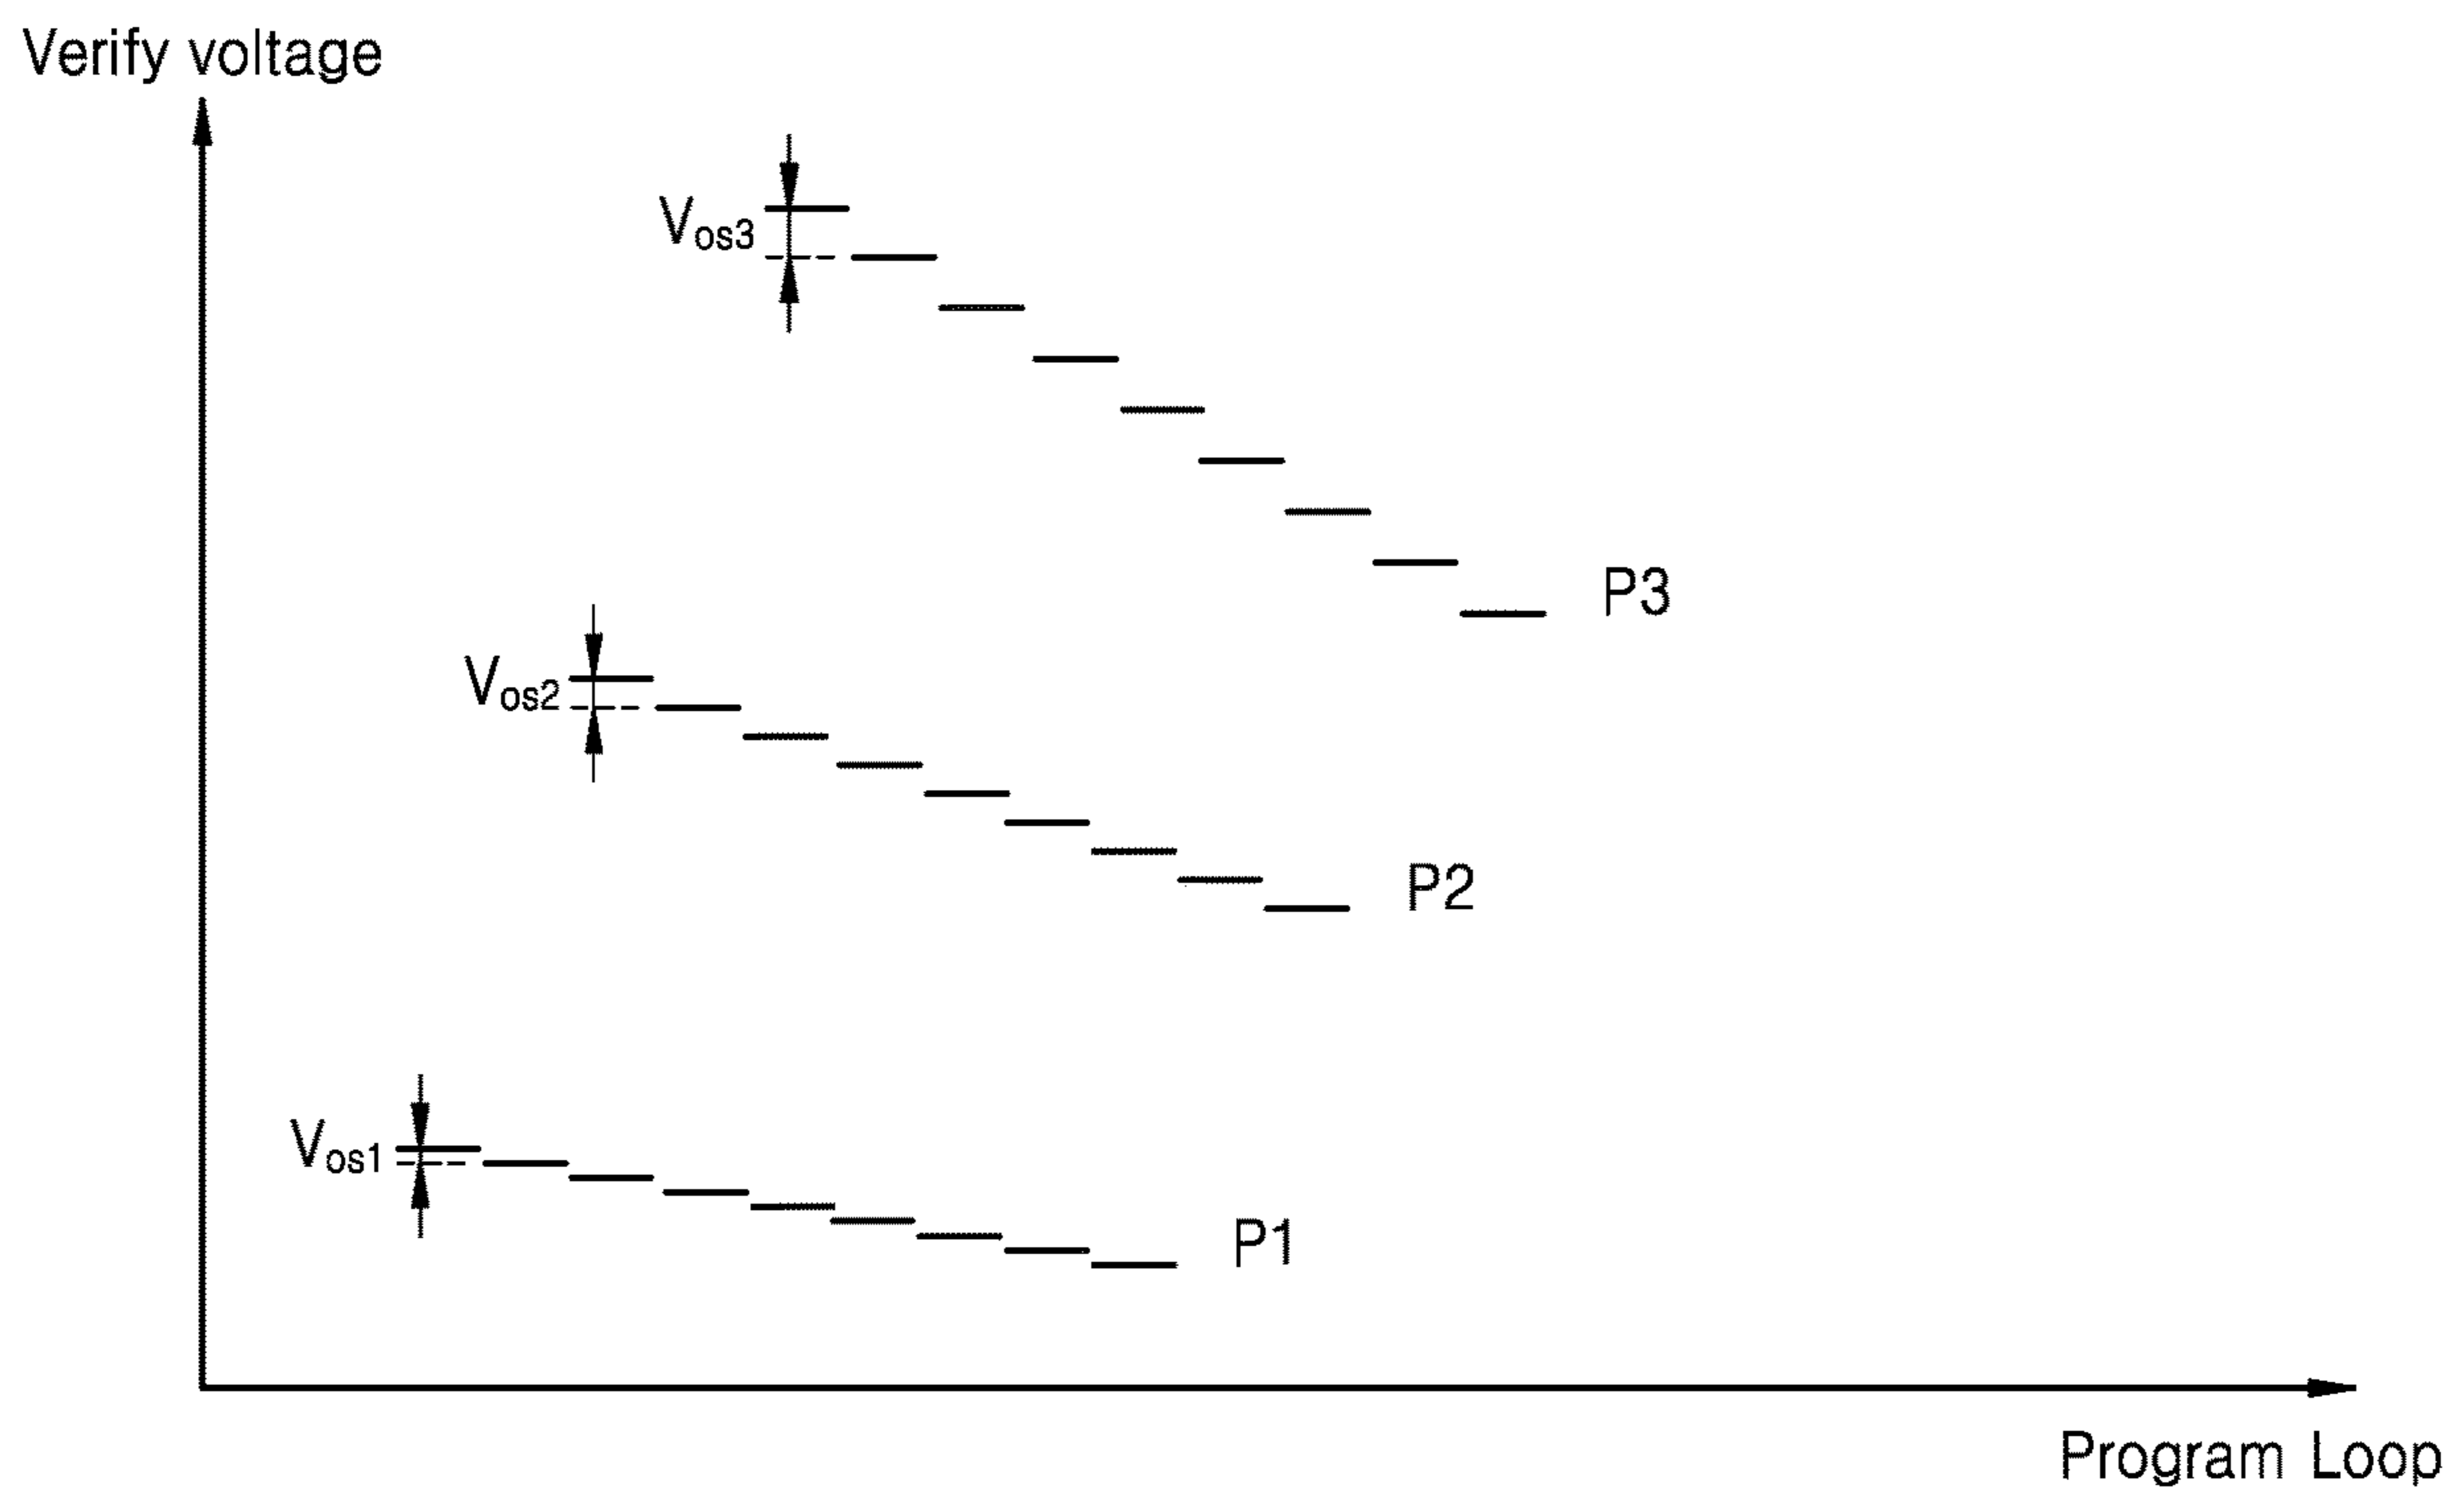 Verify voltage
Vos3
P3
Vos2
P2
Vos1
P1
Program Loop